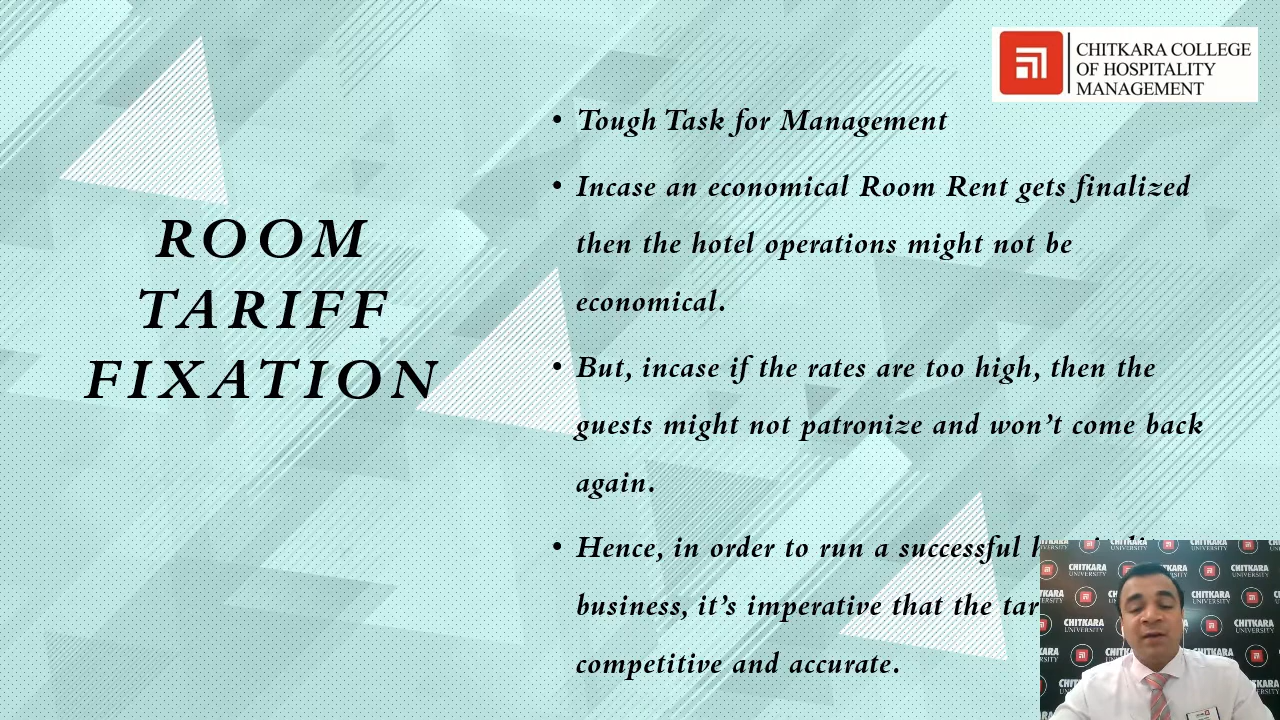 CHITKARA COLLEGE
OF HOSPITALITY
MANAGEMENT
ROOM
TARIFF
FIXATION
• Tough Task for Management
• Incase an economical Room Rent gets finalized
then the hotel operations might not be
economical.
• But, incase if the rates are too high, then the
guests might not patronize and won't come back
again.
• Hence, in order to run a successful
business, it's imperative that the
competitive and accurate.
CHITKARA
UNIVERSITY